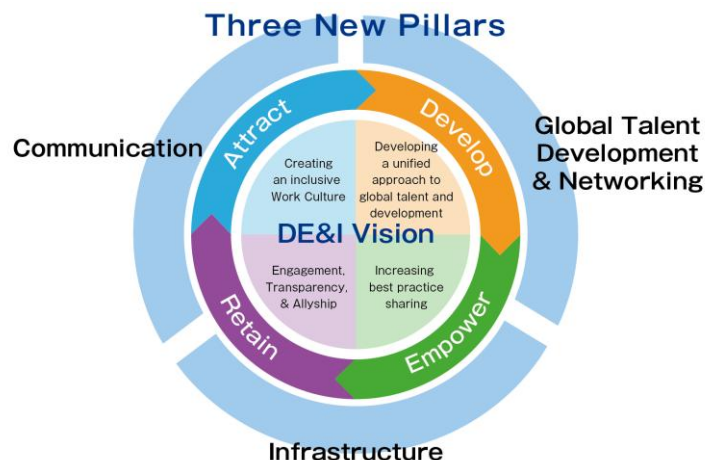 Three New Pillars
Communication
Global Talent
Development
& Networking
Infrastructure
Attract
Develop
Empower
Retain
Creating
an inclusive
Work Culture
Developing
a unified
approach to
global talent and
development
DE&I Vision
Engagement,
Transparency,
& Allyship
Increasing
best practice
sharing